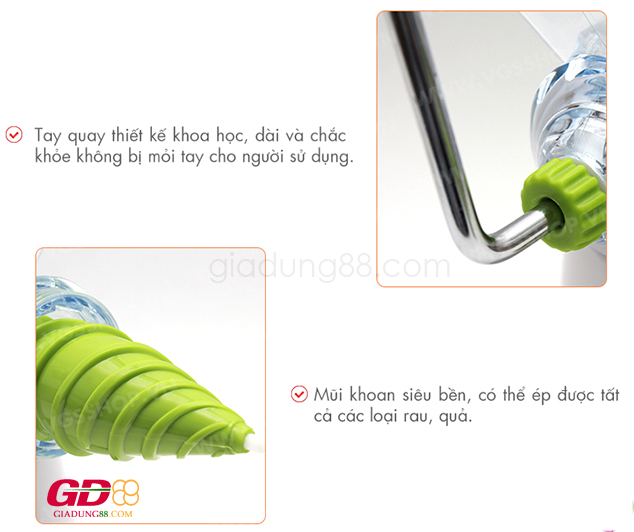 Tay quay thiết kế khoa học, dài và chắc
khỏe không bị mỏi tay cho người sử dụng.
giadung88.com
Mũi khoan siêu bền, có thể ép được tất
cả các loại rau, quả.
GD88
GIADUNG88.COM